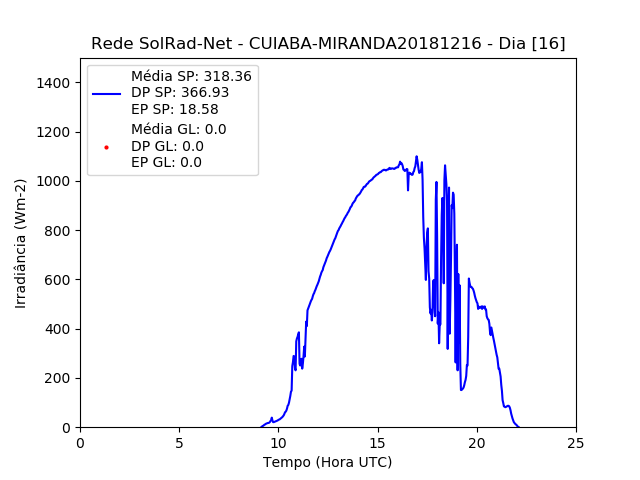 Rede SolRad-Net - CUIABA-MIRANDA20181216 - Dia [16]
Média SP: 318.36
DP SP: 366.93
EP SP: 18.58
Média GL: 0.0
DP GL: 0.0
EP GL: 0.0
Irradiância (Wm-2)
1400
1200
1000
800
600
400
200
0
0 5 10 15 20 25
Tempo (Hora UTC)